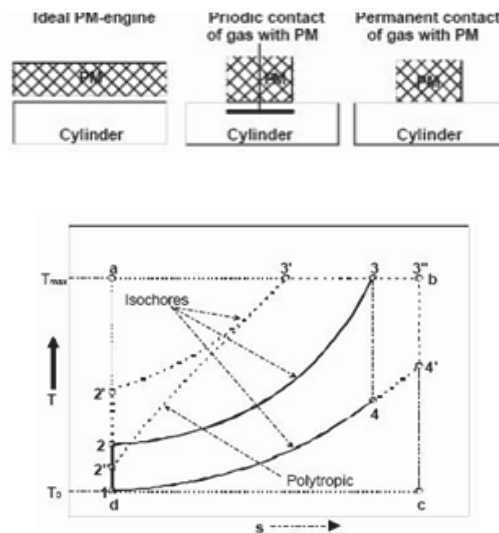 Ideal PM-engine
Priodic contact
of gas with PM
Permanent contact
of gas with PM
PM
PM
PM
Cylinder
Cylinder
Cylinder
a
3'
3
3"
b
Tmax
Isochores
4'
T
2'
4
2
2"
Polytropic
1
T0
d
c
s